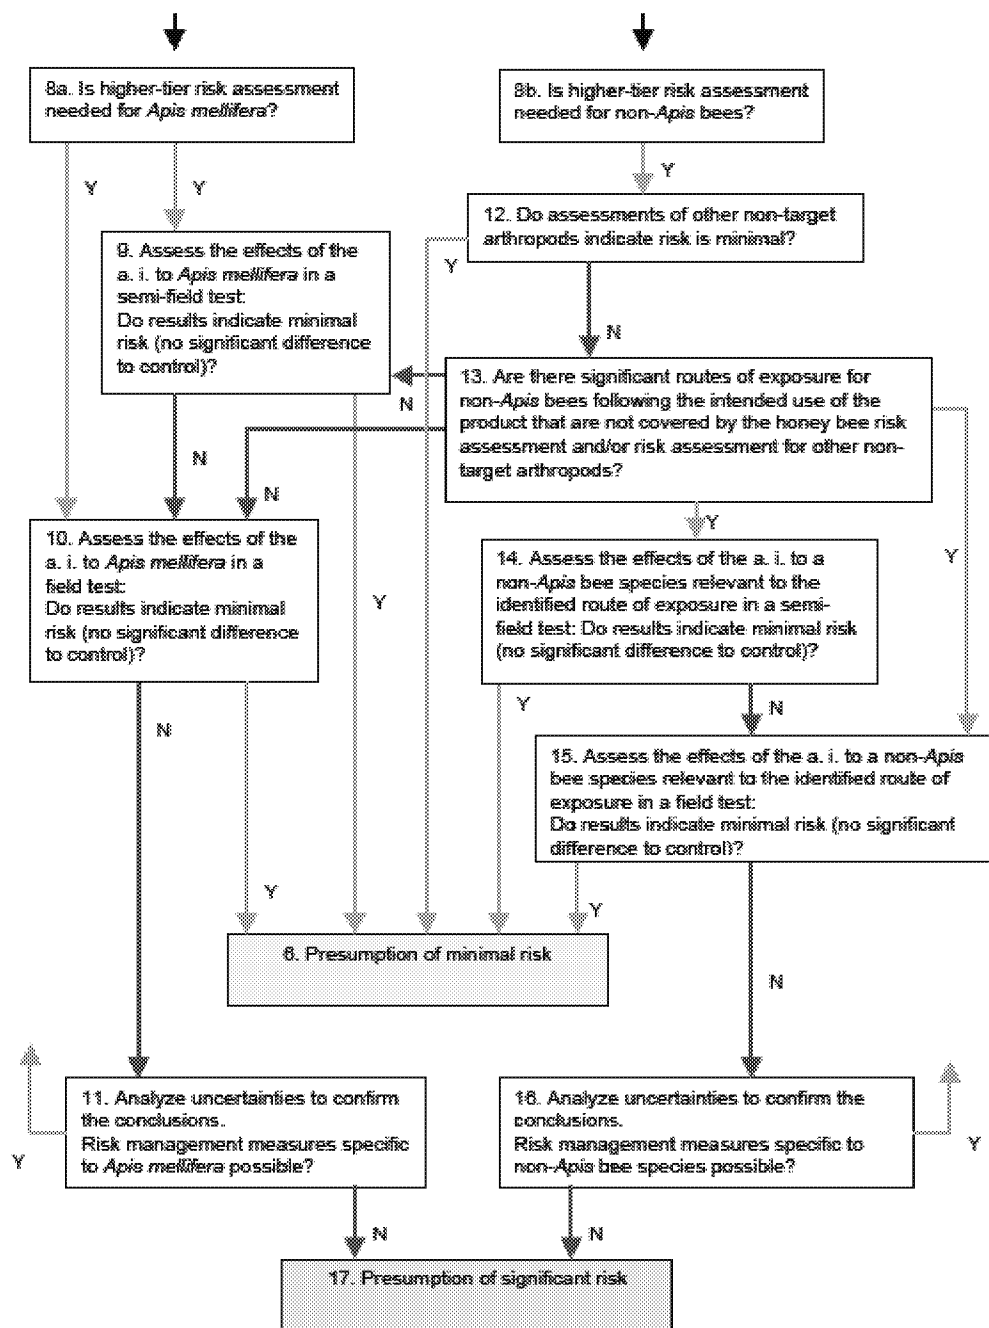 8a. Is higher-tier risk assessment
needed for Apis mellifera?
8b. Is higher-tier risk assessment
needed for non-Apis bees?
Y
Y
Y
12. Do assessments of other non-target
arthropods indicate risk is minimal?
9. Assess the effects of the
a. i. to Apis mellifera in a
semi-field test:
Do results indicate minimal
risk (no significant difference
to control)?
Y
N
13. Are there significant routes of exposure for
non-Apis bees following the intended use of the
product that are not covered by the honey bee risk
assessment and/or risk assessment for other non-
target arthropods?
N
N
N
10. Assess the effects of the
a. i. to Apis mellifera in a
field test:
Do results indicate minimal
risk (no significant difference
to control)?
Y
Y
14. Assess the effects of the a. i. to a
non-Apis bee species relevant to the
identified route of exposure in a semi-
field test: Do results indicate minimal risk
(no significant difference to control)?
Y
N
Y
N
15. Assess the effects of the a. i. to a non-Apis
bee species relevant to the identified route of
exposure in a field test:
Do results indicate minimal risk (no significant
difference to control)?
Y
Y
6. Presumption of minimal risk
N
11. Analyze uncertainties to confirm
the conclusions.
Risk management measures specific
to Apis mellifera possible?
Y
16. Analyze uncertainties to confirm the
conclusions.
Risk management measures specific to
non-Apis bee species possible?
Y
N
N
17. Presumption of significant risk